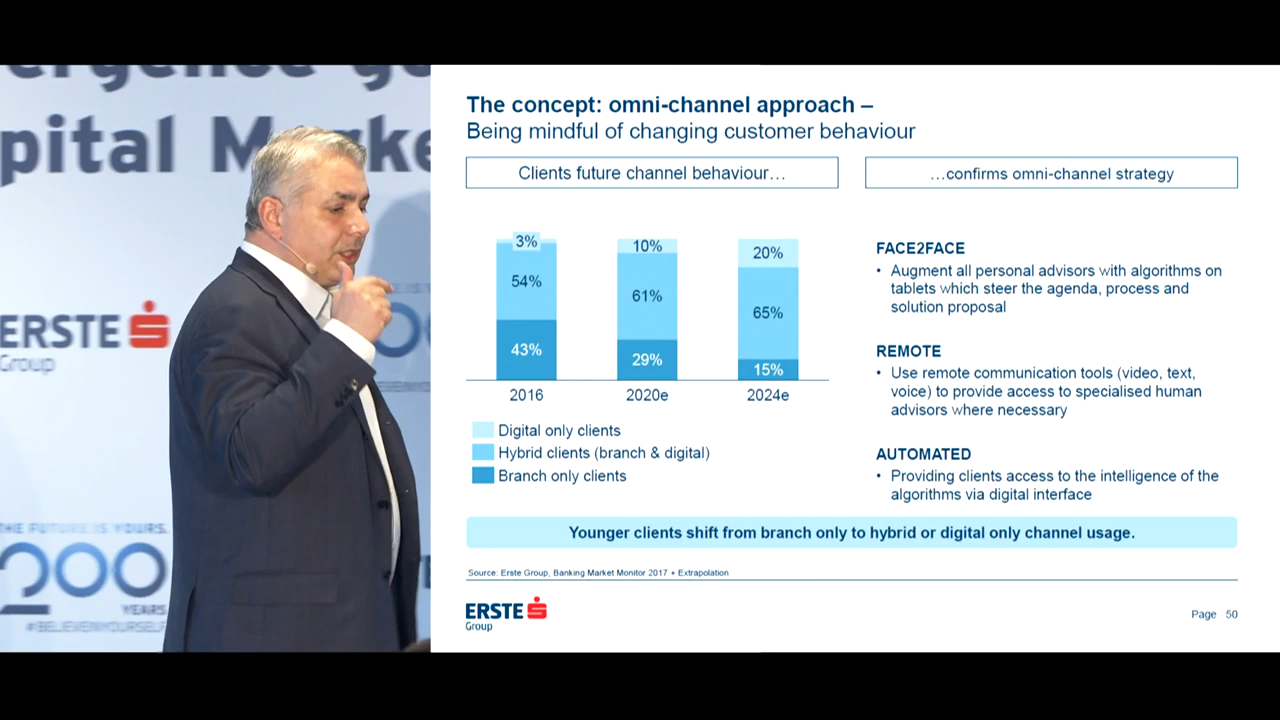 pital Marke
ERSTE
Group
THE FUTURE IS YOURS.
200
YEARS
#BELIEVEINYOURSELF
The concept: omni-channel approach –
Being mindful of changing customer behaviour
Clients future channel behaviour…
…confirms omni-channel strategy
3%
10%
20%
54%
61%
65%
43%
29%
15%
2016
2020e
2024e
Digital only clients
Hybrid clients (branch & digital)
Branch only clients
FACE2FACE
• Augment all personal advisors with algorithms on
tablets which steer the agenda, process and
solution proposal
REMOTE
• Use remote communication tools (video, text,
voice) to provide access to specialised human
advisors where necessary
AUTOMATED
• Providing clients access to the intelligence of the
algorithms via digital interface
Younger clients shift from branch only to hybrid or digital only channel usage.
Source: Erste Group, Banking Market Monitor 2017 + Extrapolation
ERSTE
Group
Page 50